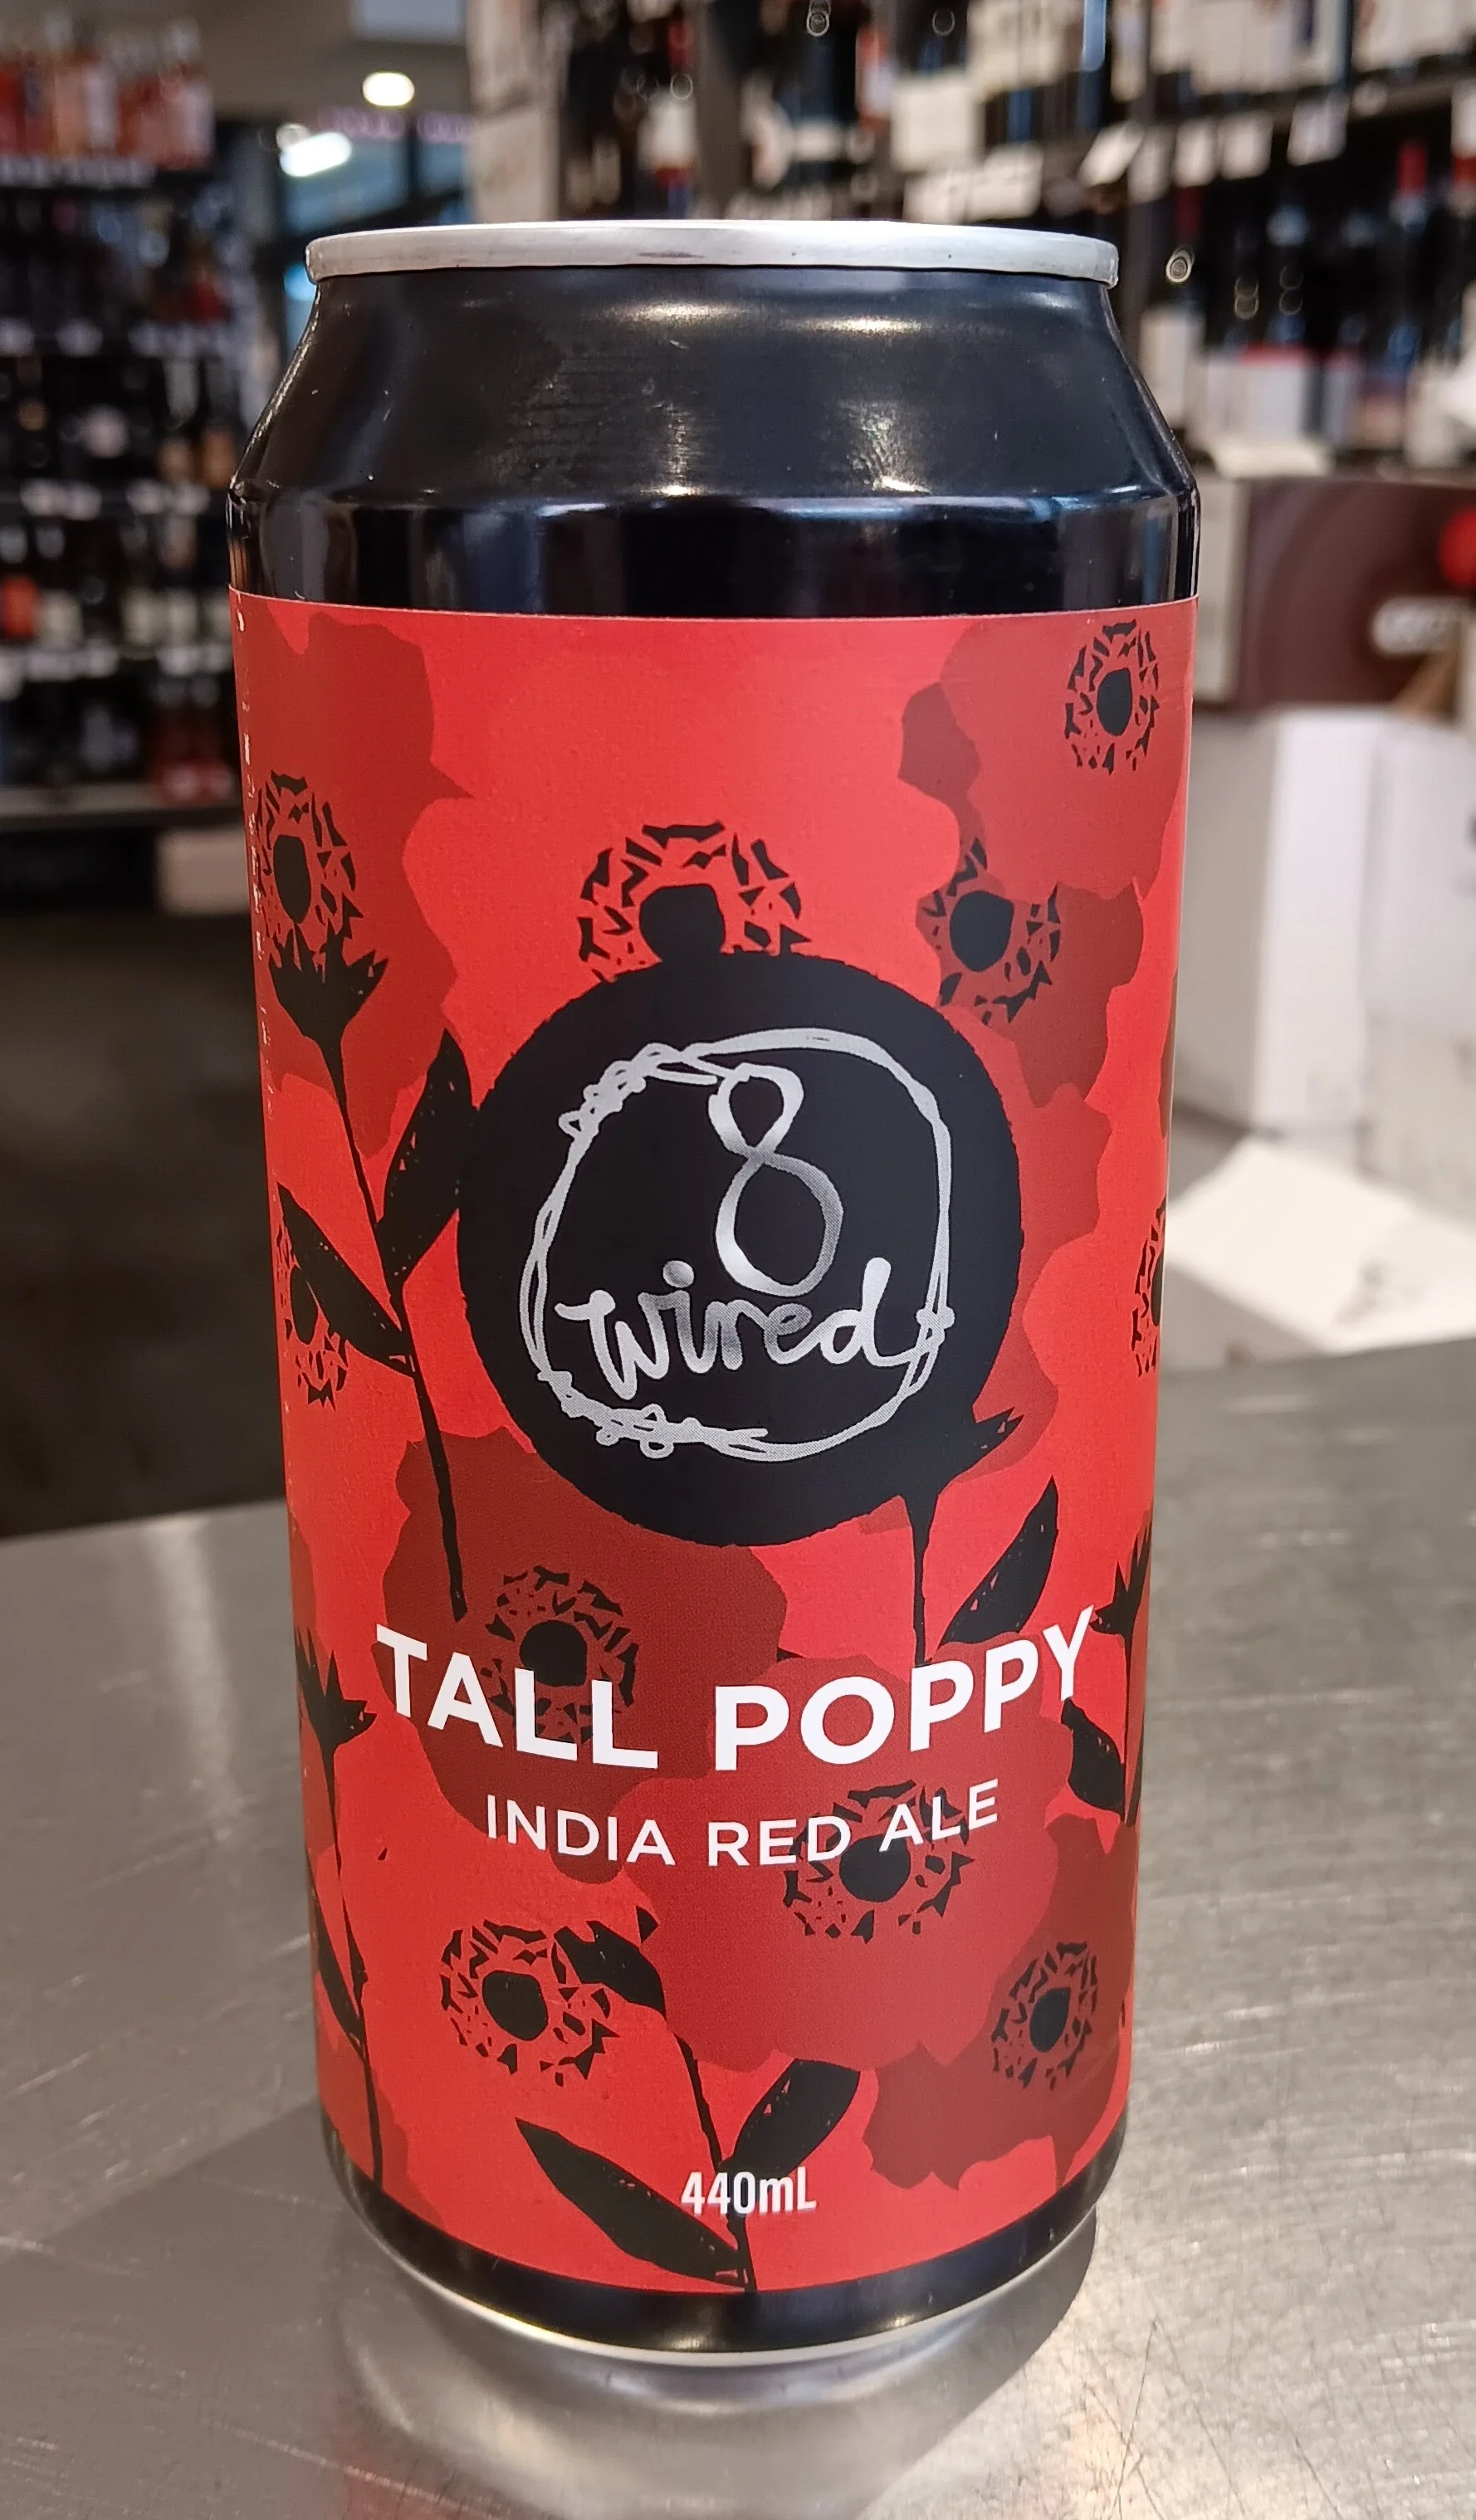 8
wired
TALL POPPY
INDIA RED ALE
440mL